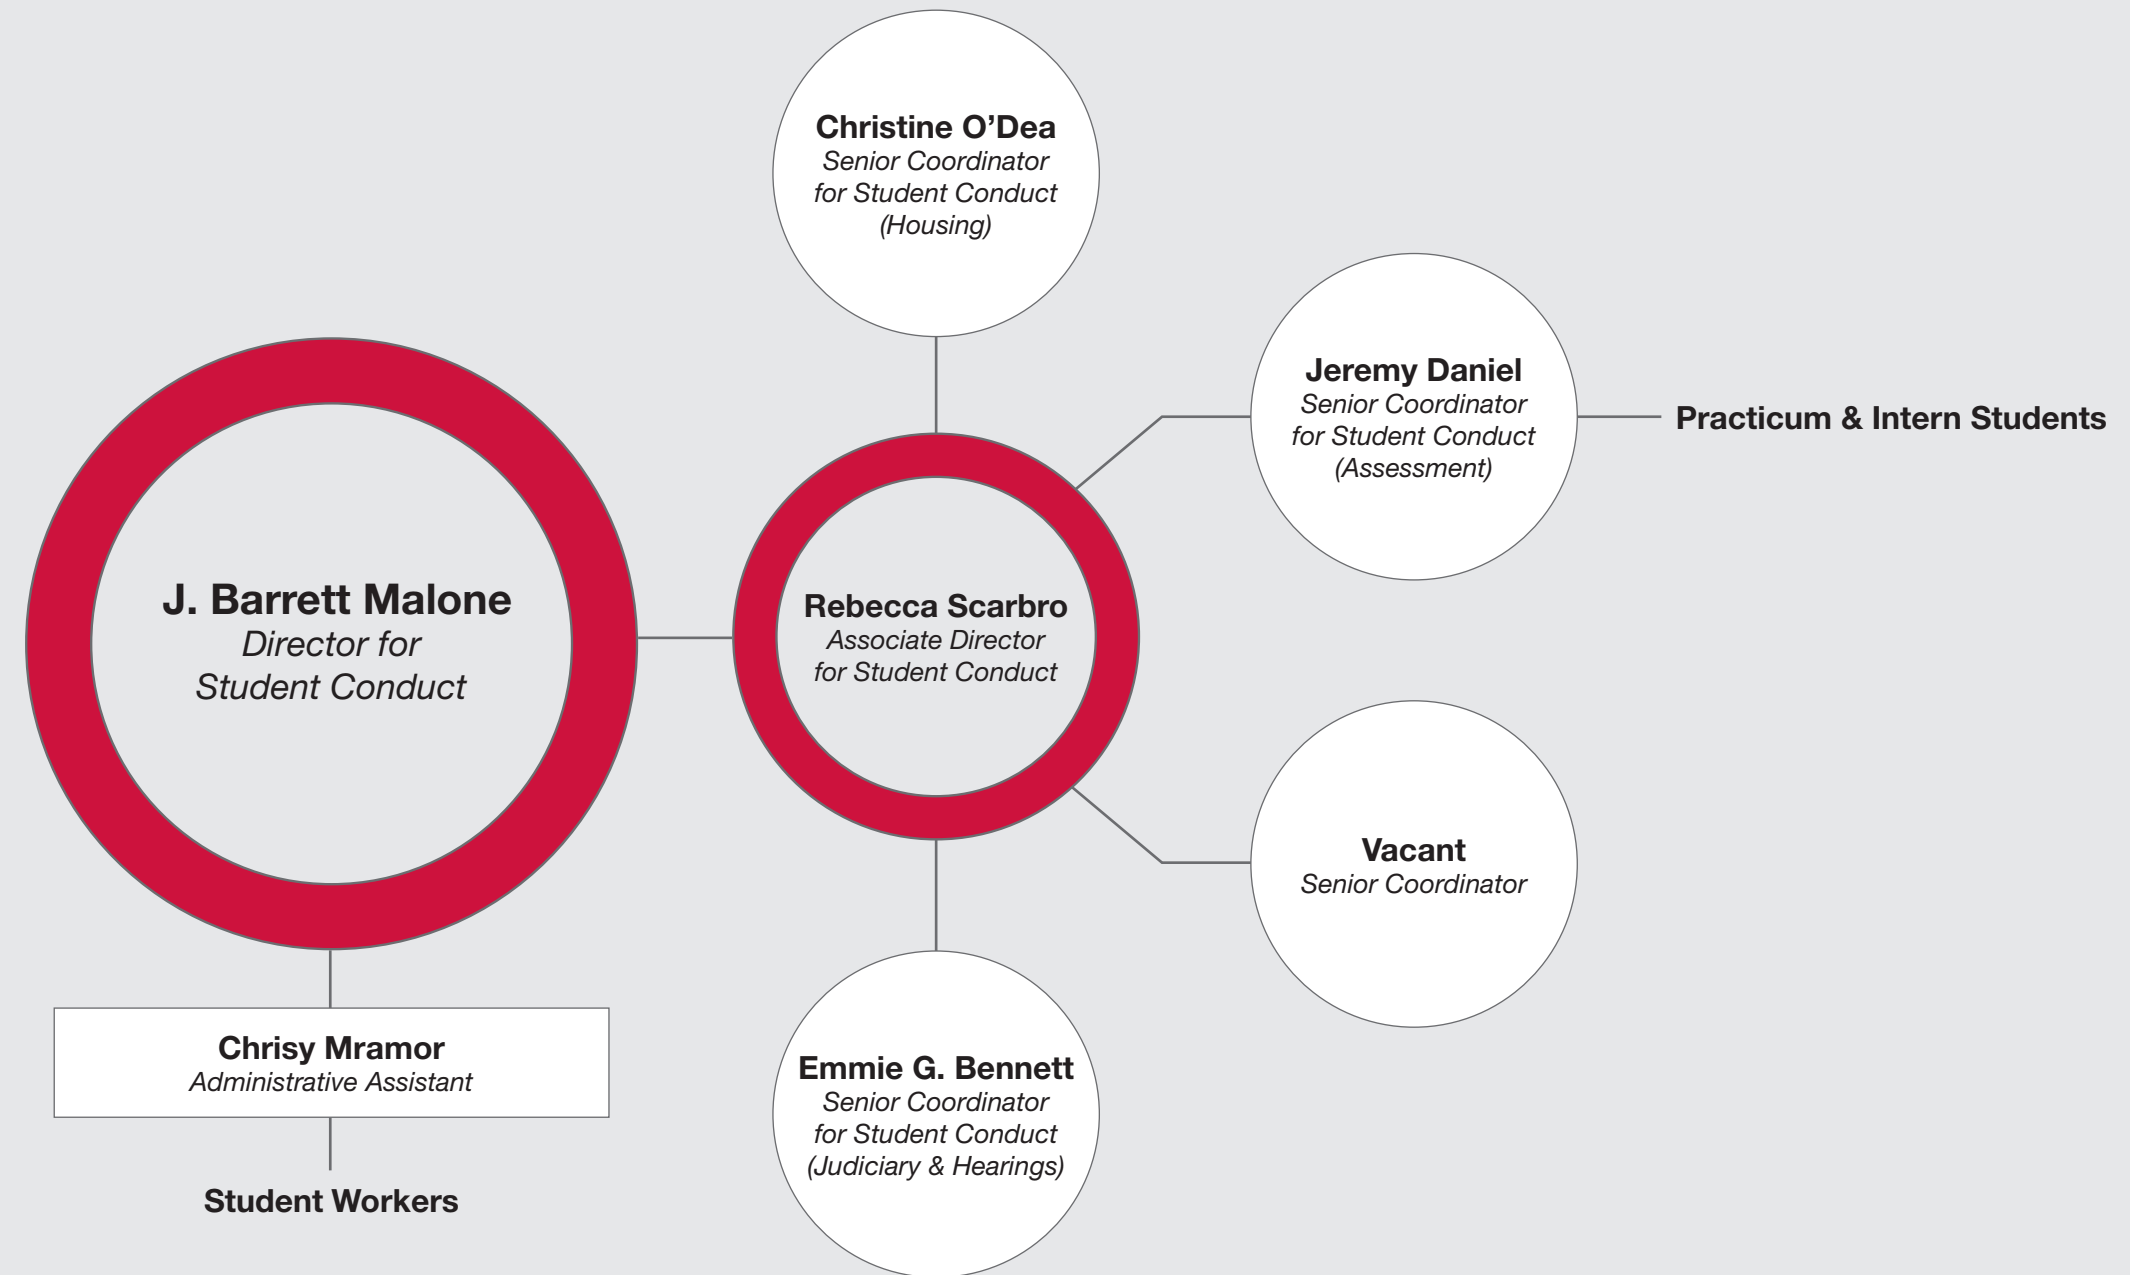 Christine O’Dea
Senior Coordinator
for Student Conduct
(Housing)
Jeremy Daniel
Senior Coordinator
for Student Conduct
(Assessment)
Practicum & Intern Students
J. Barrett Malone
Director for
Student Conduct
Rebecca Scarbro
Associate Director
for Student Conduct
Vacant
Senior Coordinator
Chrisy Mramor
Administrative Assistant
Student Workers
Emmie G. Bennett
Senior Coordinator
for Student Conduct
(Judiciary & Hearings)